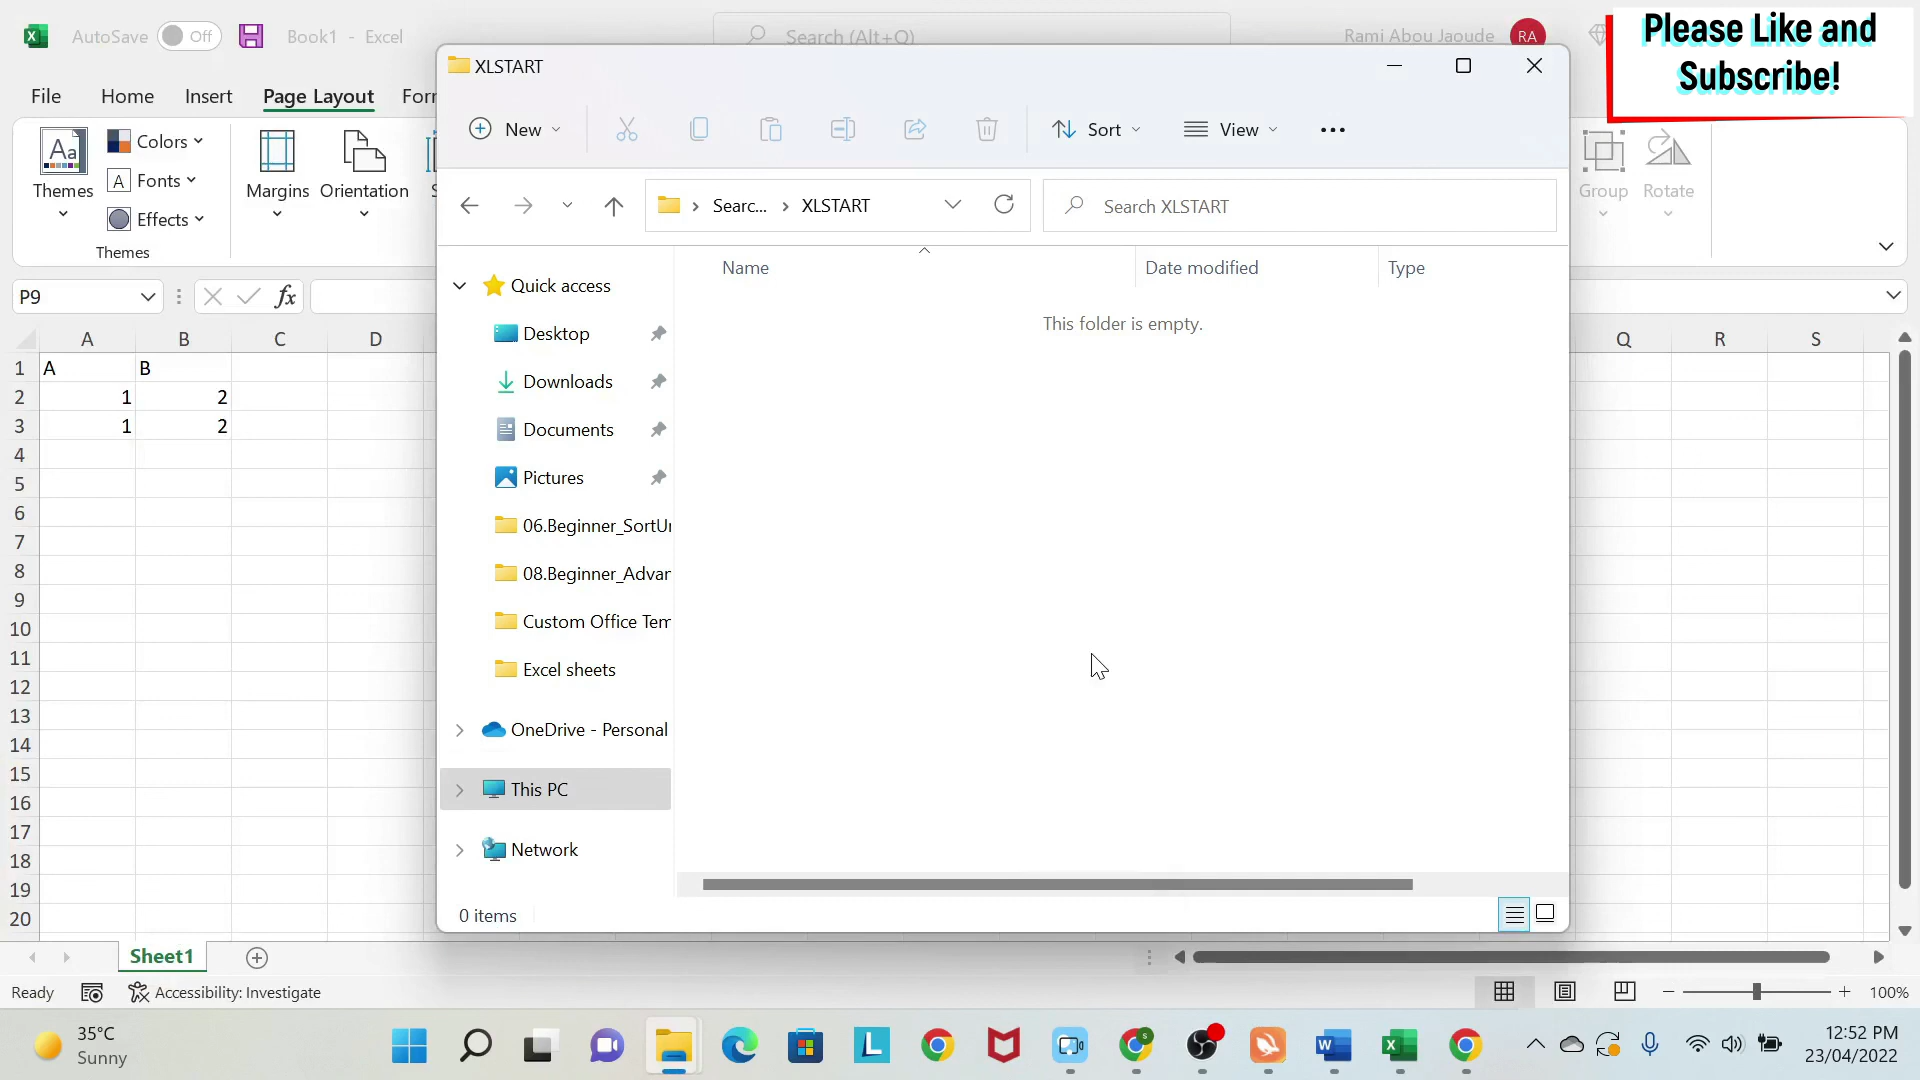 AutoSave Off Book1 - Excel
Search (Alt+O)
Rami Abou Jaoude RA
Please Like and
Subscribe!
File Home Insert Page Layout
Themes
Colors
Fonts
Effects
Themes
Margins
Orientation
Group
Rotate
P9
fx
A B C D Q R S
1 A B
2 1 2
3 1 2
4
5
6
7
8
9
10
11
12
13
14
15
16
17
18
19
20
XLSTART
New
Sort
View
Searc... XLSTART
Search XLSTART
Name Date modified Type
This folder is empty.
Quick access
Desktop
Downloads
Documents
Pictures
06.Beginner_SortU
08.Beginner_Advar
Custom Office Tem
Excel sheets
OneDrive - Personal
This PC
Network
0 items
Sheet1
Ready Accessibility: Investigate
100%
35°C
Sunny
12:52 PM
23/04/2022